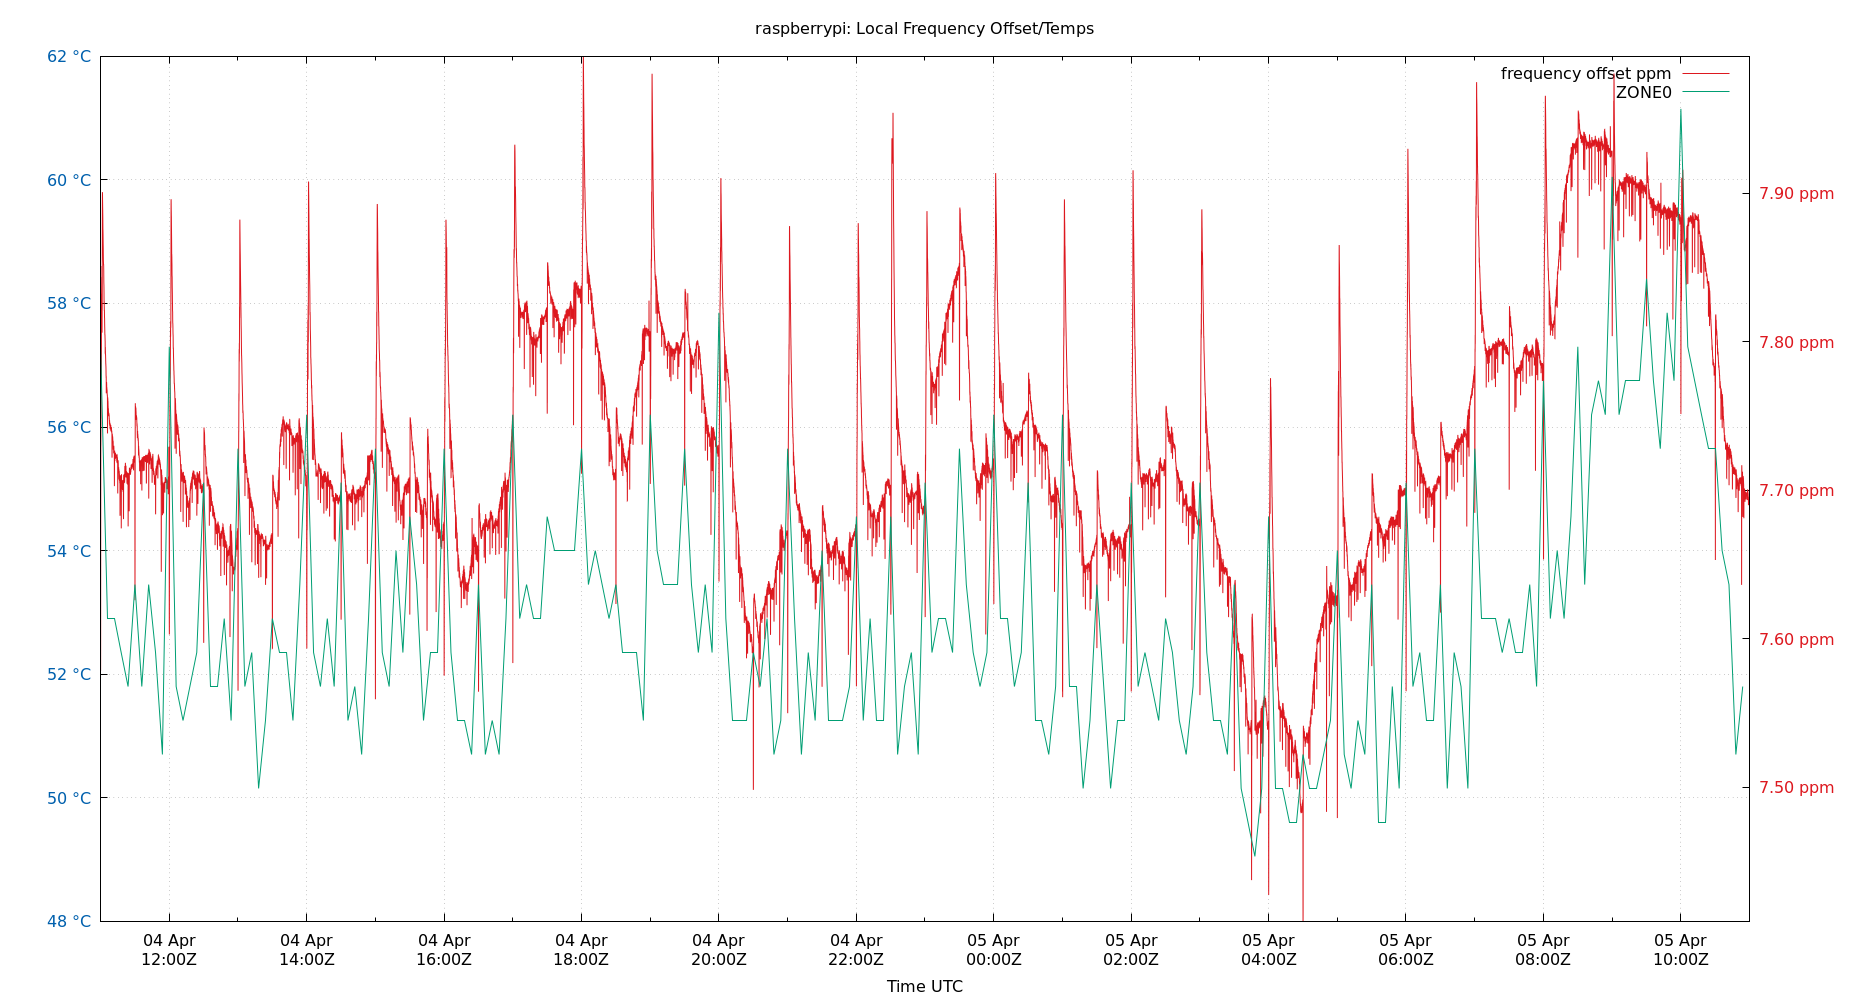 raspberrypi: Local Frequency Offset/Temps
frequency offset ppm
ZONE0
62 °C
60 °C
58 °C
56 °C
54 °C
52 °C
50 °C
48 °C
7.90 ppm
7.80 ppm
7.70 ppm
7.60 ppm
7.50 ppm
04 Apr 04 Apr 04 Apr 04 Apr 04 Apr 04 Apr 05 Apr 05 Apr 05 Apr 05 Apr 05 Apr 05 Apr
12:00Z 14:00Z 16:00Z 18:00Z 20:00Z 22:00Z 00:00Z 02:00Z 04:00Z 06:00Z 08:00Z 10:00Z
Time UTC